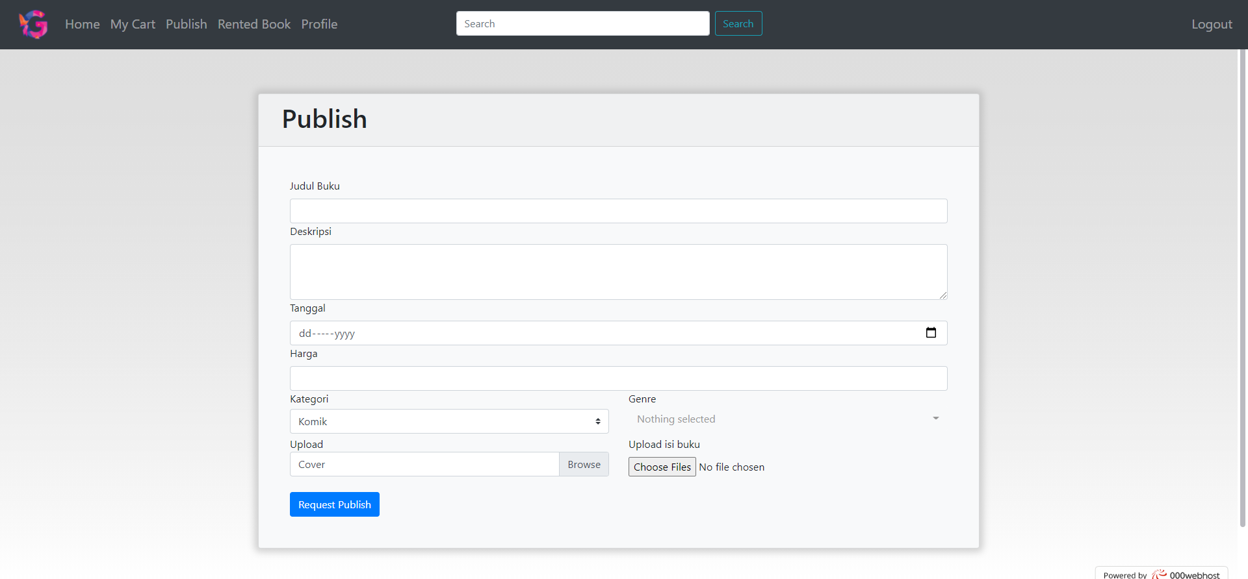 Home My Cart Publish Rented Book Profile Search Search Logout
Publish
Judul Buku
Deskripsi
Tanggal
dd-----yyyy
Harga
Kategori Genre
Komik Nothing selected
Upload Upload isi buku
Cover Browse Choose Files No file chosen
Request Publish
Powered by 000webhost